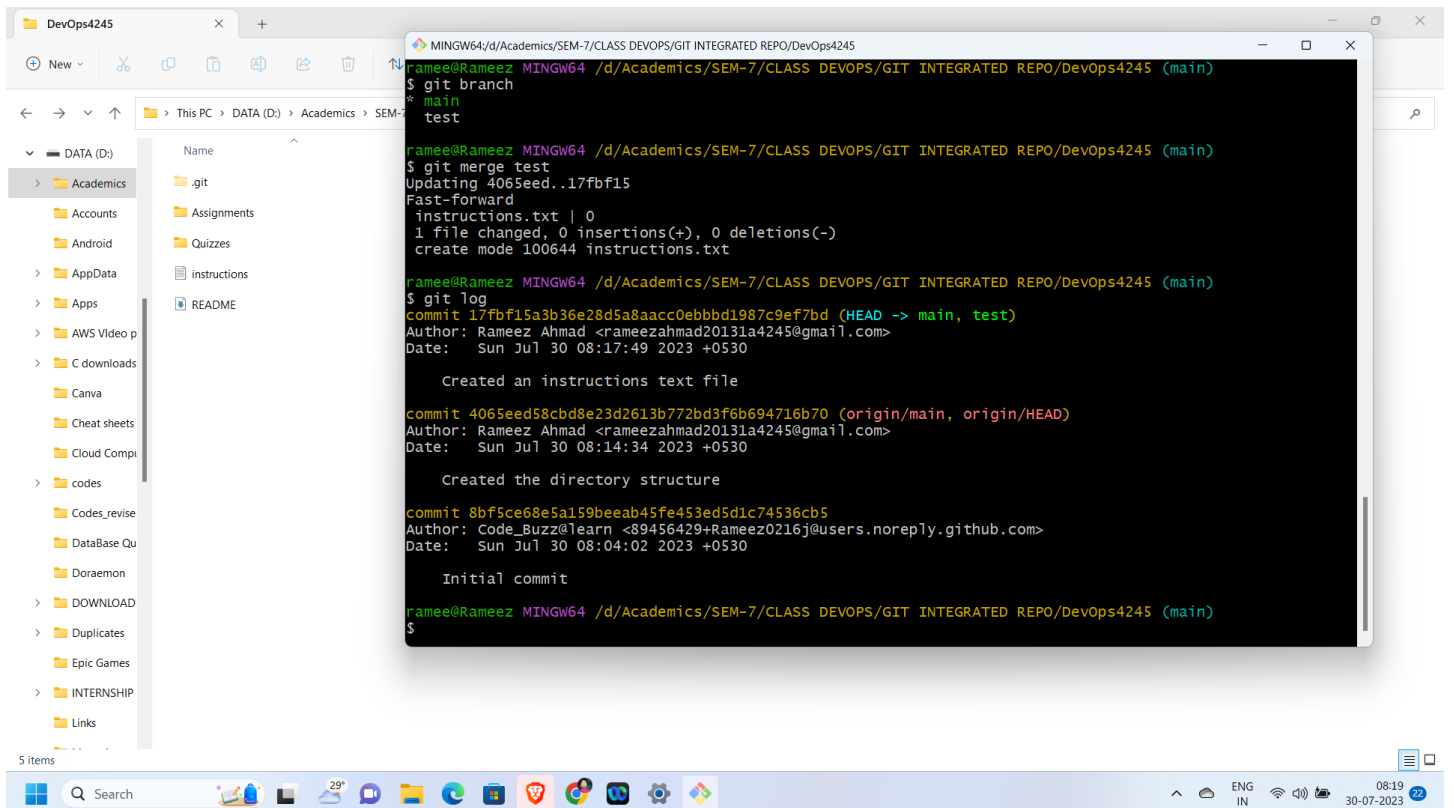 DevOps4245
New
This PC > DATA (D:) > Academics > SEM-7
DATA (D:)
Academics
Accounts
Android
AppData
Apps
AWS VIdeo p
C downloads
Canva
Cheat sheets
Cloud Compu
codes
Codes_revise
DataBase Qu
Doraemon
DOWNLOAD
Duplicates
Epic Games
INTERNSHIP
Links
Name
.git
Assignments
Quizzes
instructions
README
5 items
MINGW64:/d/Academics/SEM-7/CLASS DEVOPS/GIT INTEGRATED REPO/DevOps4245
ramee@Rameez MINGW64 /d/Academics/SEM-7/CLASS DEVOPS/GIT INTEGRATED REPO/DevOps4245 (main)
$ git branch
* main
  test
ramee@Rameez MINGW64 /d/Academics/SEM-7/CLASS DEVOPS/GIT INTEGRATED REPO/DevOps4245 (main)
$ git merge test
Updating 4065eed..17fbf15
Fast-forward
 instructions.txt | 0
 1 file changed, 0 insertions(+), 0 deletions(-)
 create mode 100644 instructions.txt
ramee@Rameez MINGW64 /d/Academics/SEM-7/CLASS DEVOPS/GIT INTEGRATED REPO/DevOps4245 (main)
$ git log
commit 17fbf15a3b36e28d5a8aacc0ebbbd1987c9ef7bd (HEAD -> main, test)
Author: Rameez Ahmad <rameezahmad20131a4245@gmail.com>
Date:   Sun Jul 30 08:17:49 2023 +0530
    Created an instructions text file
commit 4065eed58cbd8e23d2613b772bd3f6b694716b70 (origin/main, origin/HEAD)
Author: Rameez Ahmad <rameezahmad20131a4245@gmail.com>
Date:   Sun Jul 30 08:14:34 2023 +0530
    Created the directory structure
commit 8bf5ce68e5a159beeab45fe453ed5d1c74536cb5
Author: Code_Buzz@learn <89456429+Rameez0216j@users.noreply.github.com>
Date:   Sun Jul 30 08:04:02 2023 +0530
    Initial commit
ramee@Rameez MINGW64 /d/Academics/SEM-7/CLASS DEVOPS/GIT INTEGRATED REPO/DevOps4245 (main)
$
Search
29°
ENG
IN
08:19
30-07-2023
22